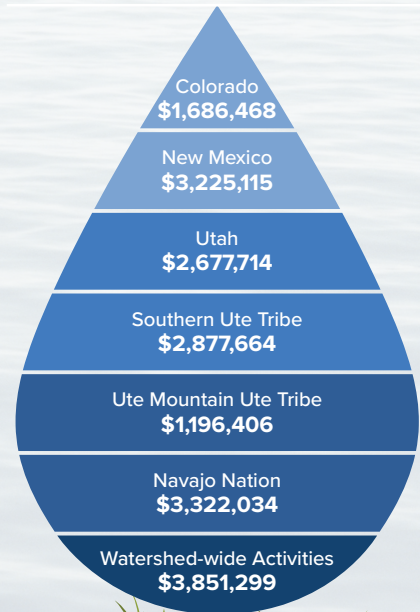 Colorado
$1,686,468
New Mexico
$3,225,115
Utah
$2,677,714
Southern Ute Tribe
$2,877,664
Ute Mountain Ute Tribe
$1,196,406
Navajo Nation
$3,322,034
Watershed-wide Activities
$3,851,299